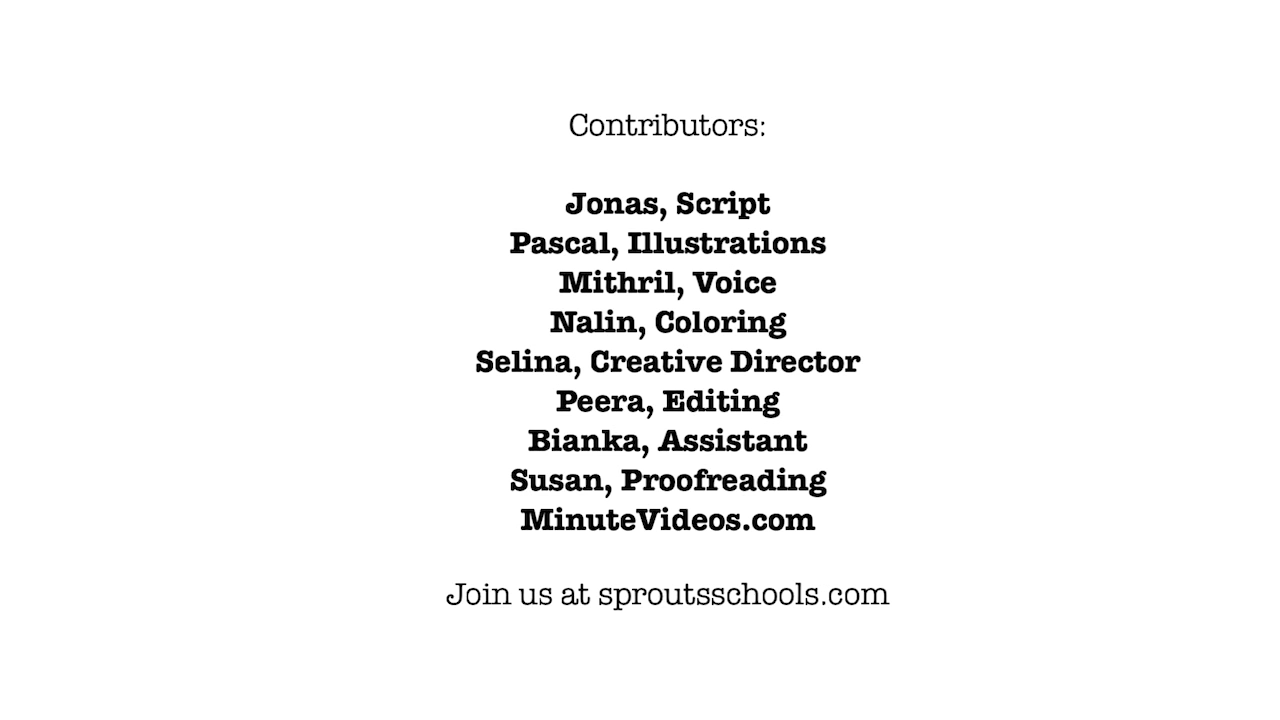 Contributors:
Jonas, Script
Pascal, Illustrations
Mithril, Voice
Nalin, Coloring
Selina, Creative Director
Peera, Editing
Bianka, Assistant
Susan, Proofreading
MinuteVideos.com
Join us at sproutsschools.com